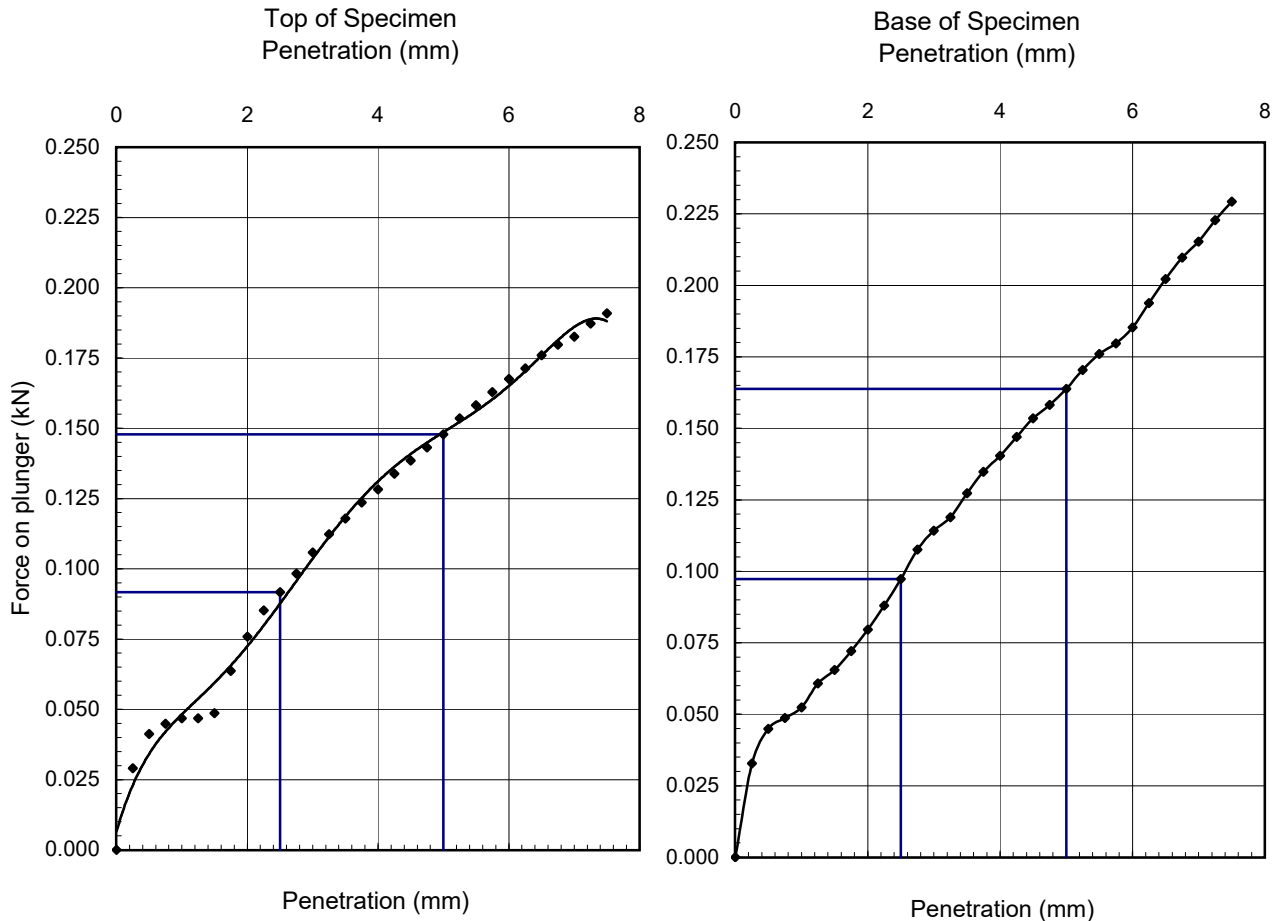 Top of Specimen
Penetration (mm)
0 2 4 6 8
0.250
0.225
0.200
0.175
0.150
0.125
0.100
0.075
0.050
0.025
0.000
Force on plunger (kN)
Penetration (mm)
Base of Specimen
Penetration (mm)
0 2 4 6 8
0.250
0.225
0.200
0.175
0.150
0.125
0.100
0.075
0.050
0.025
0.000
Penetration (mm)